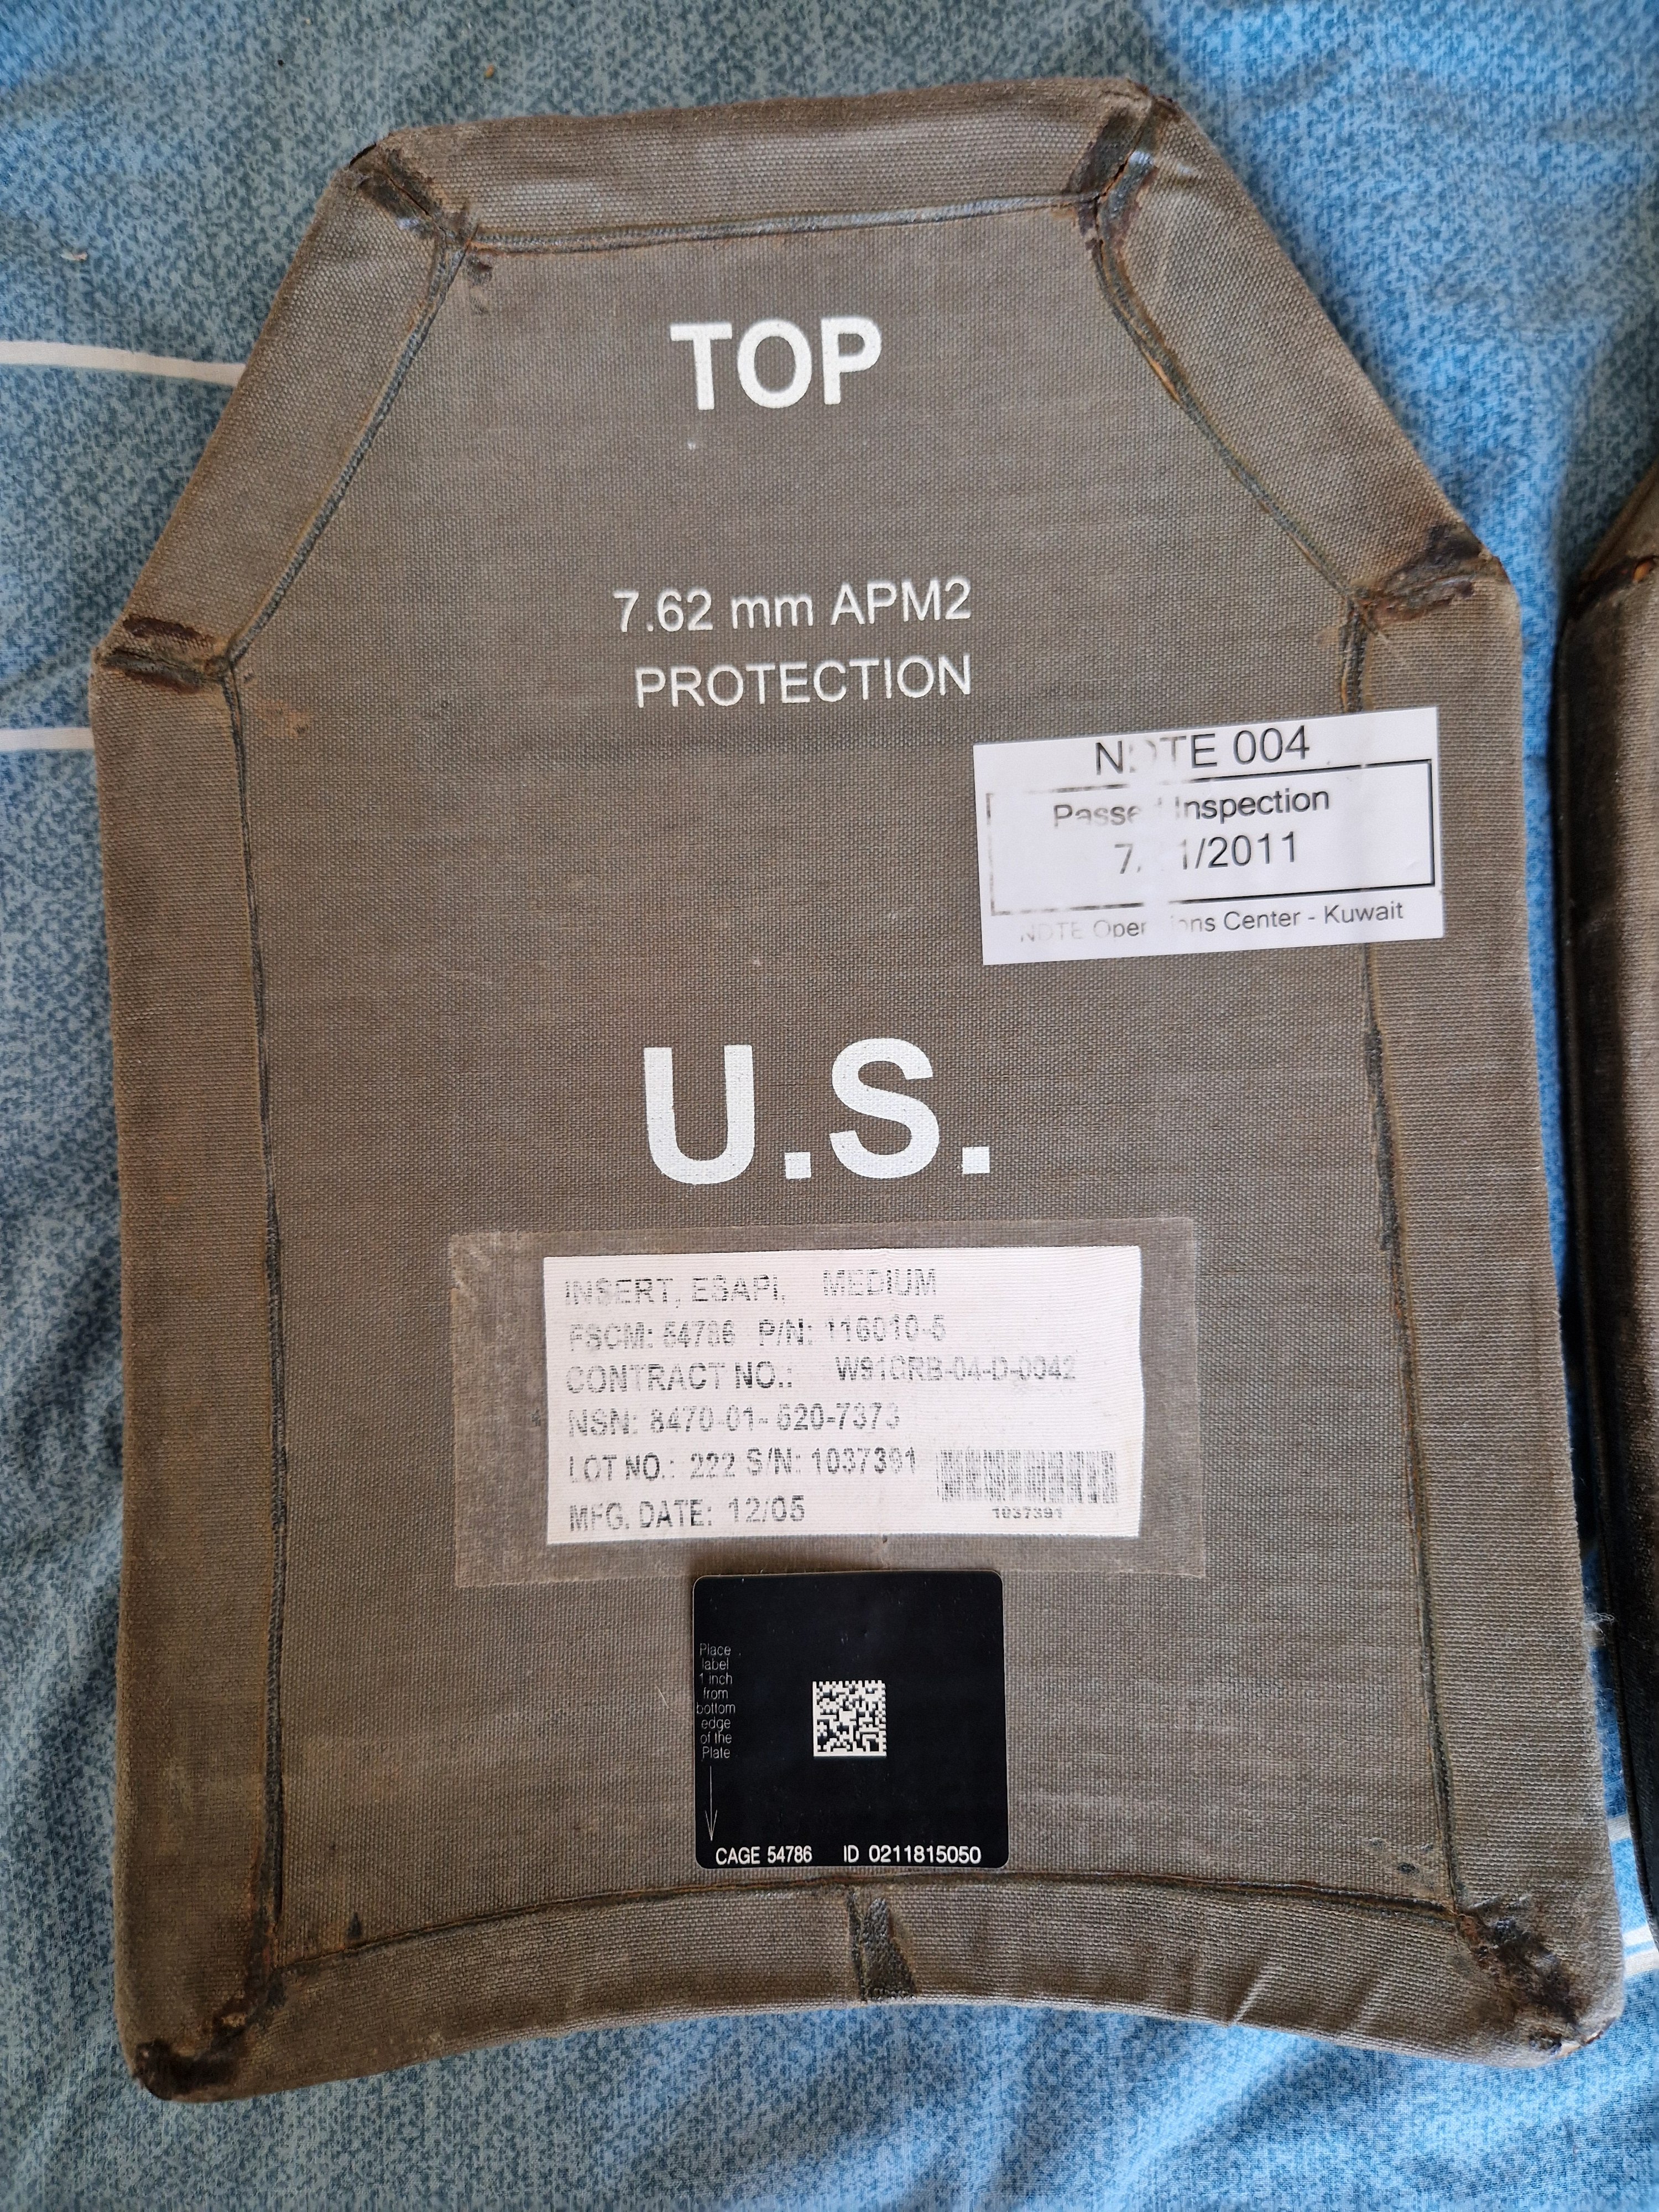 TOP
7.62 mm APM2
PROTECTION
NDTE 004
Passed Inspection
/2011
NDTE Operations Center - Kuwait
U.S.
INSERT, ESAPI, MEDIUM
FSCM: 54786 P/N: 116010-5
CONTRACT NO.: W91CRB-04-D-0042
NSN: 8470-01-520-7373
LOT NO.: 222 S/N: 1037391
1037391
MFG. DATE: 12/05
Place
label
1 inch
from
bottom
edge
of the
Plate
CAGE 54786 ID 0211815050